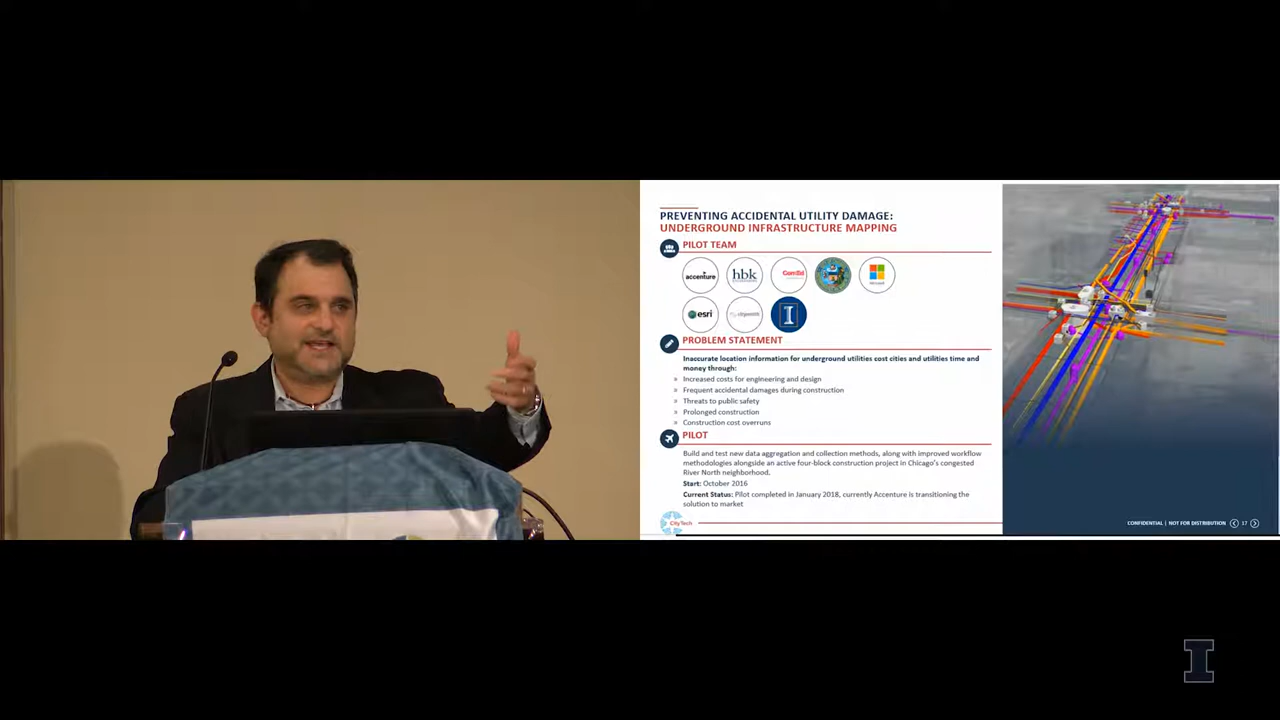 PREVENTING ACCIDENTAL UTILITY DAMAGE:
UNDERGROUND INFRASTRUCTURE MAPPING
PILOT TEAM
accenture
hbk
ComEd
Microsoft
esri
PROBLEM STATEMENT
Inaccurate location information for underground utilities cost cities and utilities time and
money through:
» Increased costs for engineering and design
» Frequent accidental damages during construction
» Threats to public safety
» Prolonged construction
» Construction cost overruns
PILOT
Build and test new data aggregation and collection methods, along with improved workflow
methodologies alongside an active four-block construction project in Chicago's congested
River North neighborhood.
Start: October 2016
Current Status: Pilot completed in January 2018, currently Accenture is transitioning the
solution to market
CityTech
CONFIDENTIAL | NOT FOR DISTRIBUTION 17
I